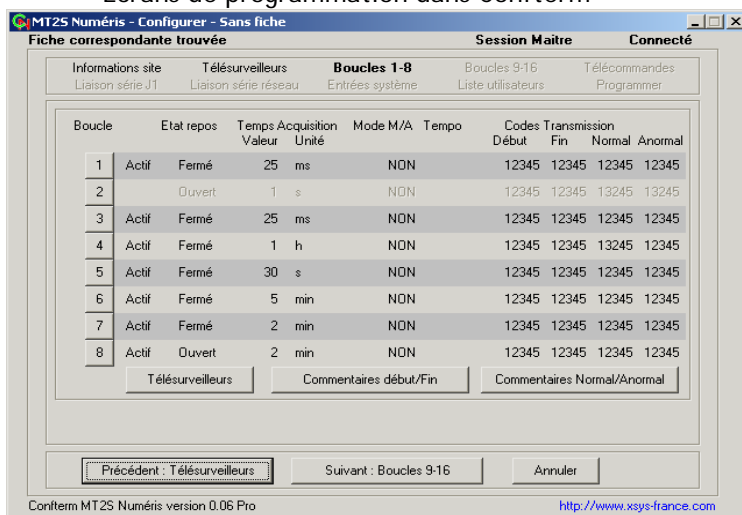 Ecrans de programmation dans confterm
MT2S Numéris - Configurer - Sans fiche
Fiche correspondante trouvée Session Maitre Connecté
Informations site Télésurveilleurs Boucles 1-8 Boucles 9-16 Télécommandes
Liaison série J1 Liaison série réseau Entrées système Liste utilisateurs Programmer
Boucle Etat repos Temps Acquisition Mode M/A Tempo Codes Transmission
Valeur Unité Début Fin Normal Anormal
1 Actif Fermé 25 ms NON 12345 12345 12345 12345
2 Ouvert 1 s NON 12345 12345 13245 13245
3 Actif Fermé 25 ms NON 12345 12345 12345 12345
4 Actif Fermé 1 h NON 12345 12345 13245 12345
5 Actif Fermé 30 s NON 12345 12345 12345 12345
6 Actif Fermé 5 min NON 12345 12345 12345 12345
7 Actif Fermé 2 min NON 12345 12345 12345 12345
8 Actif Ouvert 2 min NON 12345 12345 12345 12345
Télésurveilleurs Commentaires début/Fin Commentaires Normal/Anormal
Précédent : Télésurveilleurs Suivant : Boucles 9-16 Annuler
Confterm MT2S Numéris version 0.06 Pro http://www.xsys-france.com